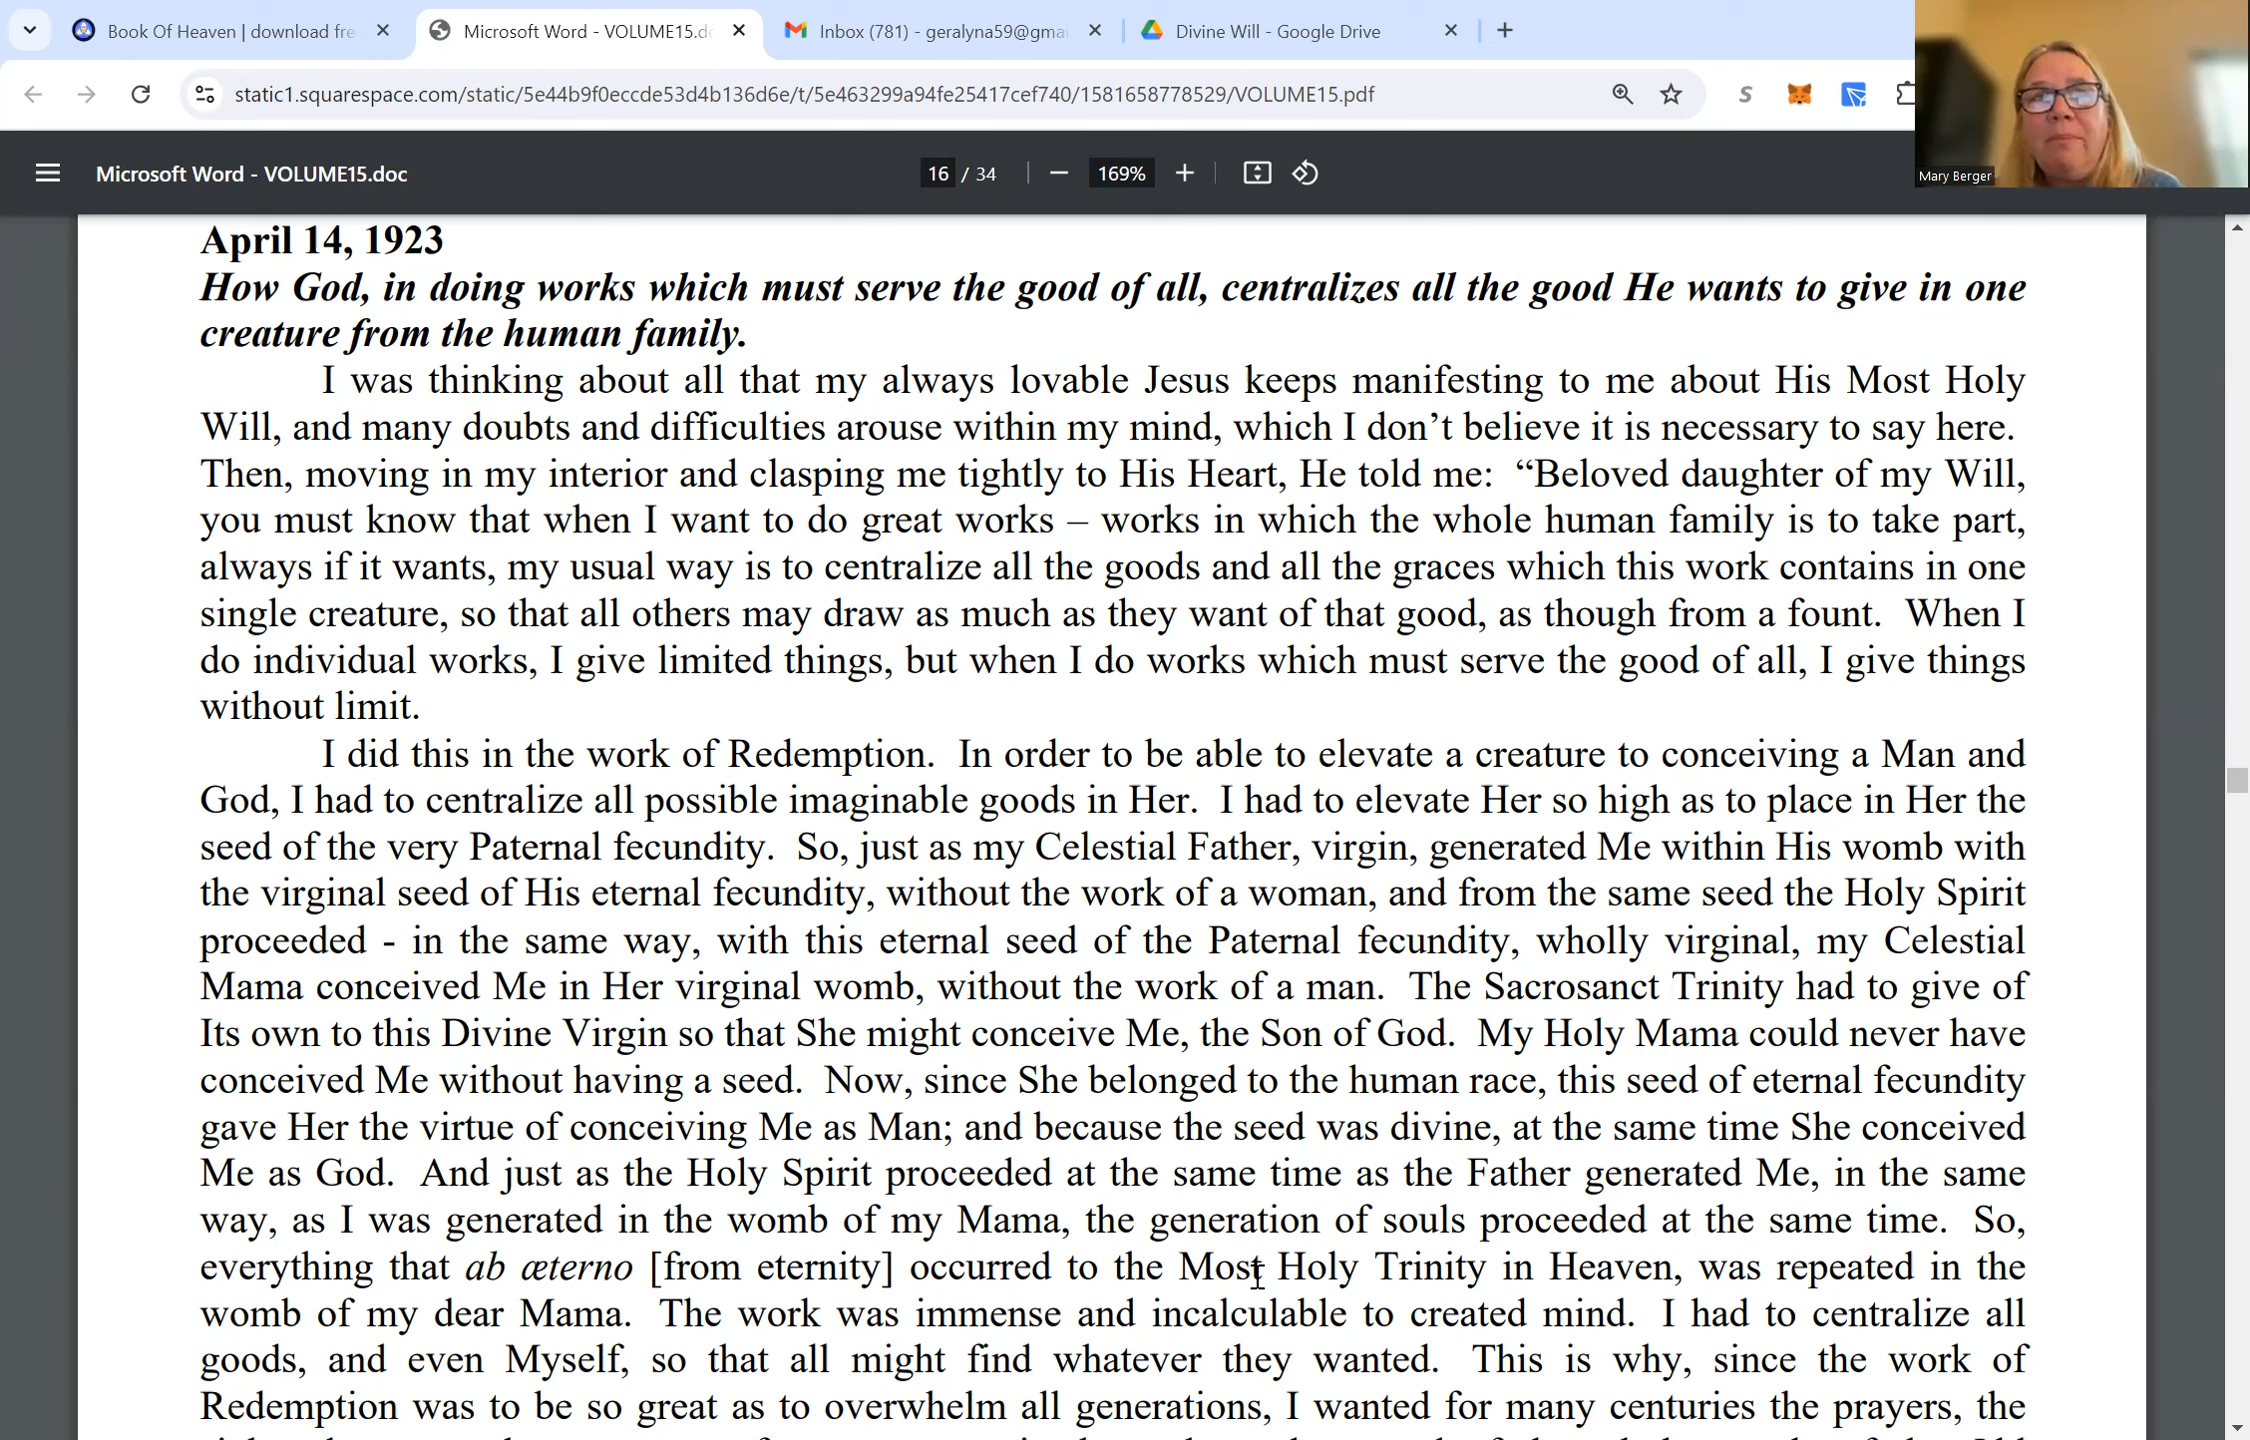 Book Of Heaven | download fre
Microsoft Word - VOLUME15.do
Inbox (781) - geralyna59@gmai
Divine Will - Google Drive
static1.squarespace.com/static/5e44b9f0eccde53d4b136d6e/t/5e463299a94fe25417cef740/1581658778529/VOLUME15.pdf
S
Mary Berger
Microsoft Word - VOLUME15.doc
16 / 34
169%
April 14, 1923
How God, in doing works which must serve the good of all, centralizes all the good He wants to give in one
creature from the human family.
I was thinking about all that my always lovable Jesus keeps manifesting to me about His Most Holy
Will, and many doubts and difficulties arouse within my mind, which I don’t believe it is necessary to say here.
Then, moving in my interior and clasping me tightly to His Heart, He told me: “Beloved daughter of my Will,
you must know that when I want to do great works – works in which the whole human family is to take part,
always if it wants, my usual way is to centralize all the goods and all the graces which this work contains in one
single creature, so that all others may draw as much as they want of that good, as though from a fount. When I
do individual works, I give limited things, but when I do works which must serve the good of all, I give things
without limit.
I did this in the work of Redemption. In order to be able to elevate a creature to conceiving a Man and
God, I had to centralize all possible imaginable goods in Her. I had to elevate Her so high as to place in Her the
seed of the very Paternal fecundity. So, just as my Celestial Father, virgin, generated Me within His womb with
the virginal seed of His eternal fecundity, without the work of a woman, and from the same seed the Holy Spirit
proceeded - in the same way, with this eternal seed of the Paternal fecundity, wholly virginal, my Celestial
Mama conceived Me in Her virginal womb, without the work of a man. The Sacrosanct Trinity had to give of
Its own to this Divine Virgin so that She might conceive Me, the Son of God. My Holy Mama could never have
conceived Me without having a seed. Now, since She belonged to the human race, this seed of eternal fecundity
gave Her the virtue of conceiving Me as Man; and because the seed was divine, at the same time She conceived
Me as God. And just as the Holy Spirit proceeded at the same time as the Father generated Me, in the same
way, as I was generated in the womb of my Mama, the generation of souls proceeded at the same time. So,
everything that ab æterno [from eternity] occurred to the Most Holy Trinity in Heaven, was repeated in the
womb of my dear Mama. The work was immense and incalculable to created mind. I had to centralize all
goods, and even Myself, so that all might find whatever they wanted. This is why, since the work of
Redemption was to be so great as to overwhelm all generations, I wanted for many centuries the prayers, the